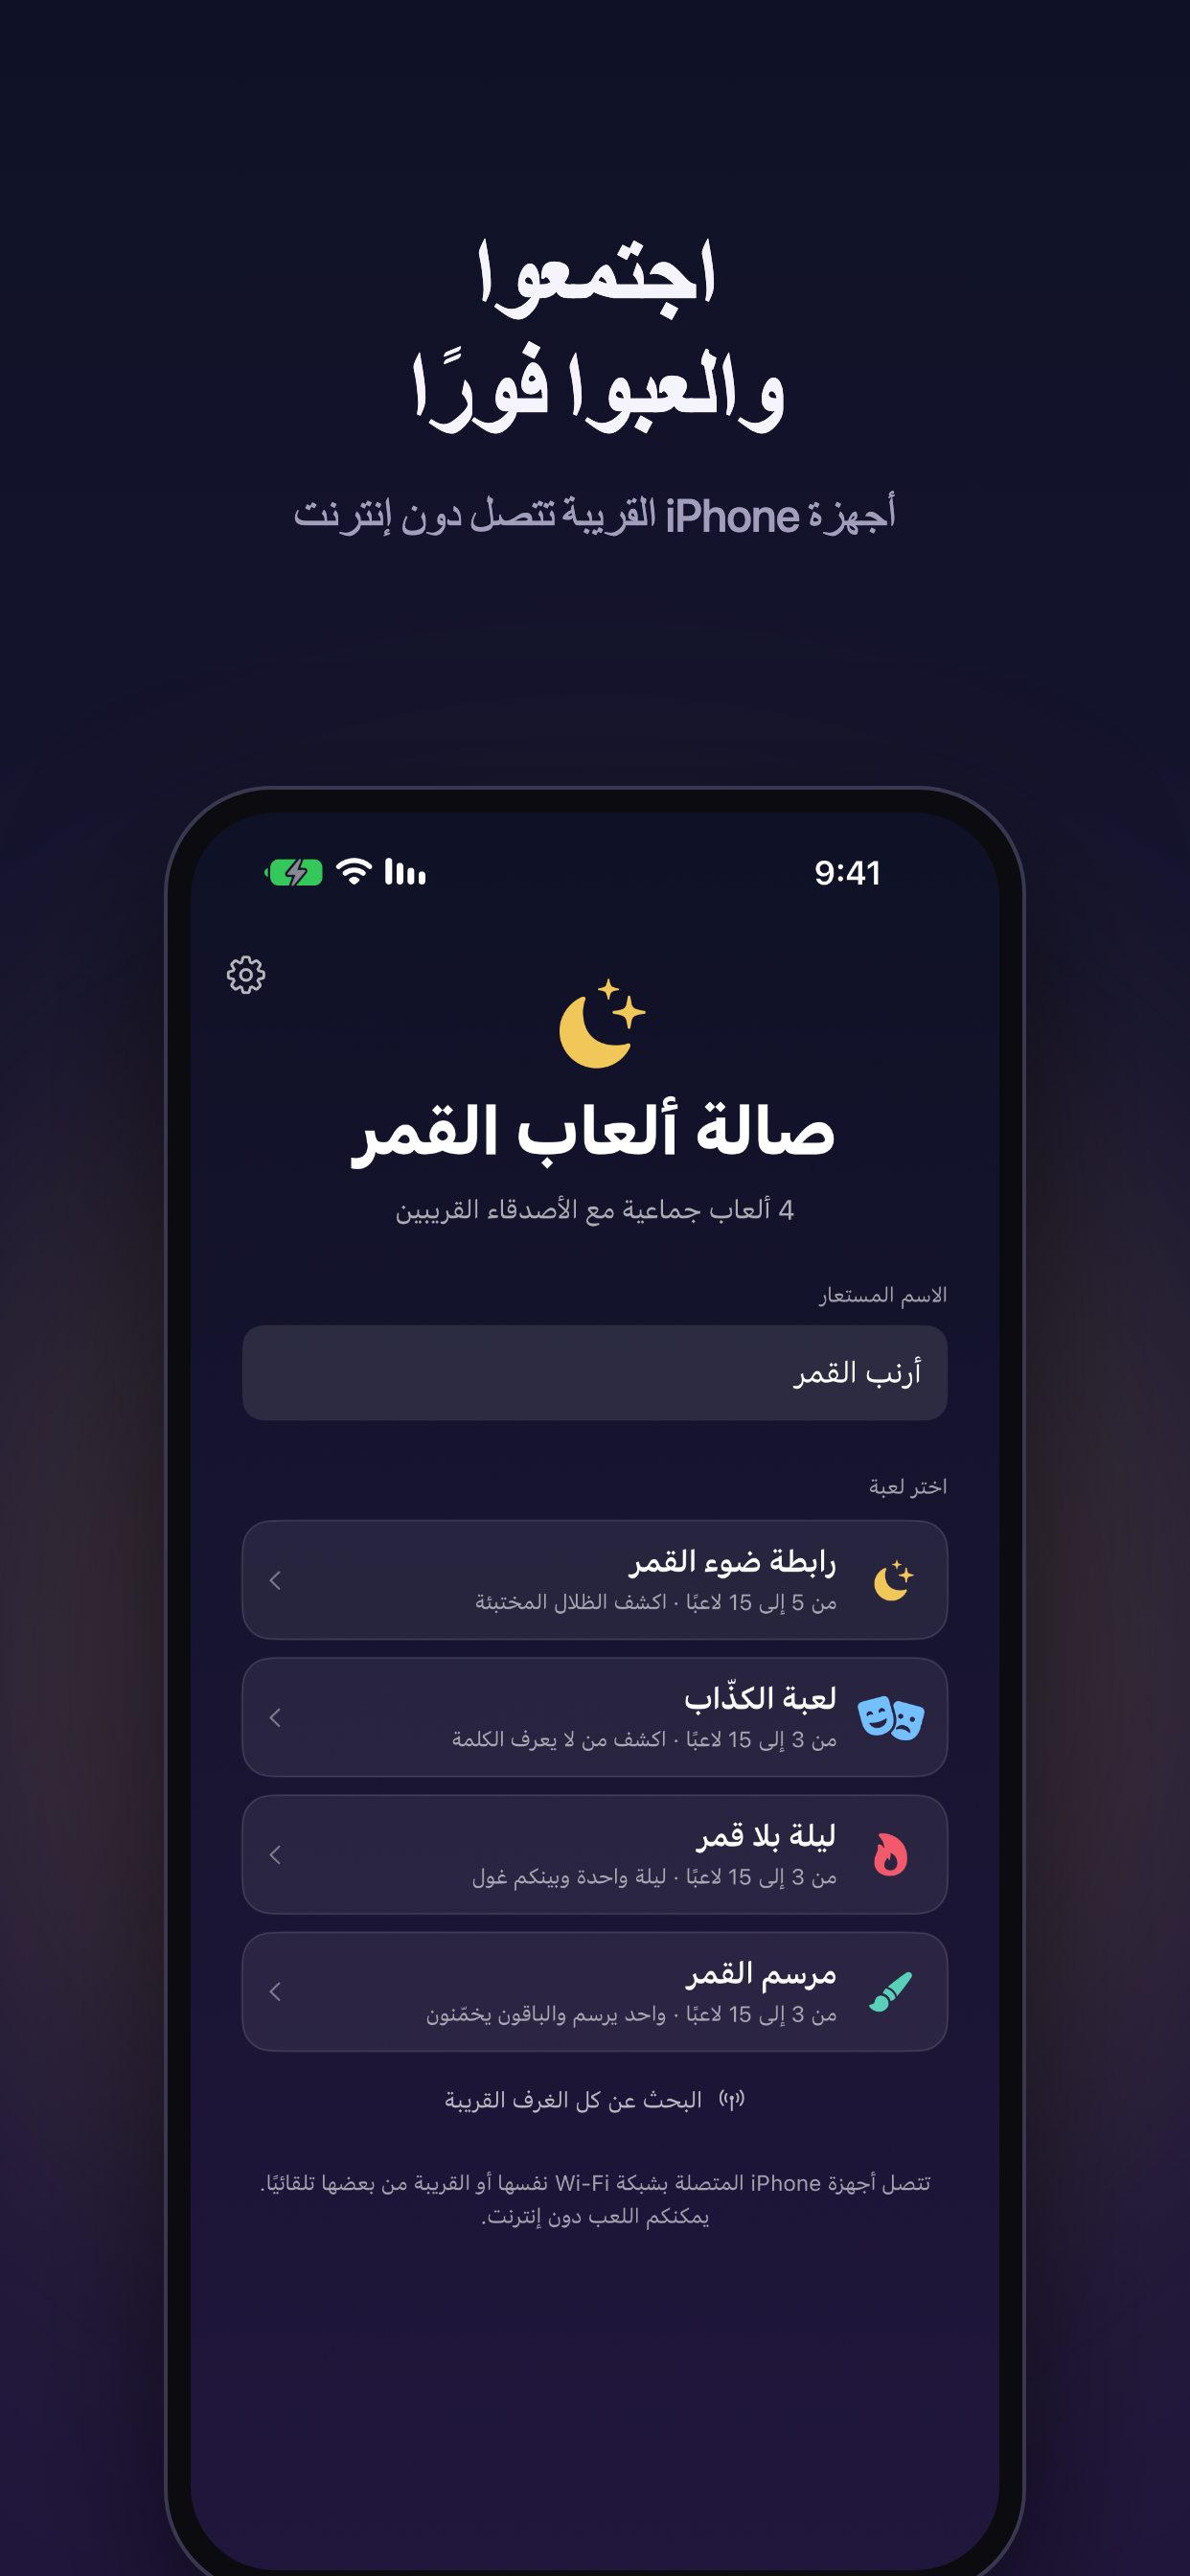 اجتمعوا
والعبوا فورًا
أجهزة iPhone القريبة تتصل دون إنترنت
9:41
صالة ألعاب القمر
4 ألعاب جماعية مع الأصدقاء القريبين
الاسم المستعار
أرنب القمر
اختر لعبة
رابطة ضوء القمر
من 5 إلى 15 لاعبًا · اكشف الظلال المختبئة
لعبة الكذّاب
من 3 إلى 15 لاعبًا · اكشف من لا يعرف الكلمة
ليلة بلا قمر
من 3 إلى 15 لاعبًا · ليلة واحدة وبينكم غول
مرسم القمر
من 3 إلى 15 لاعبًا · واحد يرسم والباقون يخمّنون
البحث عن كل الغرف القريبة
تتصل أجهزة iPhone المتصلة بشبكة Wi-Fi نفسها أو القريبة من بعضها تلقائيًا.
يمكنكم اللعب دون إنترنت.